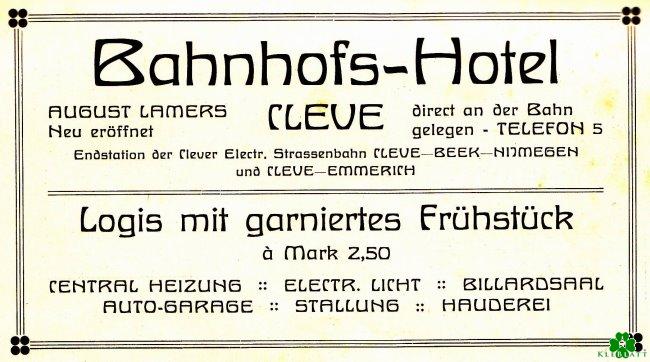 Bahnhofs-Hotel
AUGUST LAMERS CLEVE direct an der Bahn
Neu eröffnet gelegen - TELEFON 5
Endstation der Clever Electr. Strassenbahn CLEVE—BEEK—NIJMEGEN
und CLEVE—EMMERICH
Logis mit garniertes Frühstück
à Mark 2,50
CENTRAL HEIZUNG :: ELECTR. LICHT :: BILLARDSAAL
AUTO-GARAGE :: STALLUNG :: HAUDEREI
KLEBLATT